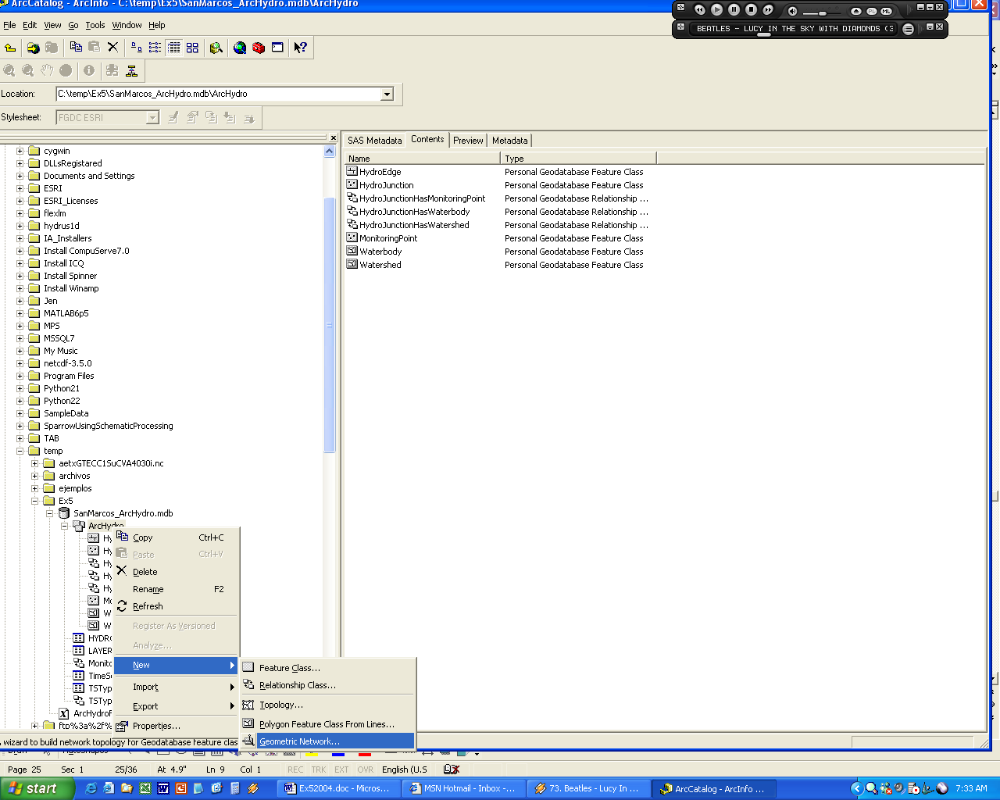 ArcCatalog - ArcInfo - C:\temp\Ex5\SanMarcos_ArcHydro.mdb\ArcHydro
BEATLES - LUCY IN THE SKY WITH DIAMONDS (3
EQ PL ML
File Edit View Go Tools Window Help
Location: C:\temp\Ex5\SanMarcos_ArcHydro.mdb\ArcHydro
Stylesheet: FGDC ESRI
SAS Metadata Contents Preview Metadata
Name Type
HydroEdge Personal Geodatabase Feature Class
HydroJunction Personal Geodatabase Feature Class
HydroJunctionHasMonitoringPoint Personal Geodatabase Relationship ...
HydroJunctionHasWaterbody Personal Geodatabase Relationship ...
HydroJunctionHasWatershed Personal Geodatabase Relationship ...
MonitoringPoint Personal Geodatabase Feature Class
Waterbody Personal Geodatabase Feature Class
Watershed Personal Geodatabase Feature Class
cygwin
DLLsRegistared
Documents and Settings
ESRI
ESRI_Licenses
flexlm
hydrus1d
IA_Installers
Install CompuServe7.0
Install ICQ
Install Spinner
Install Winamp
Jen
MATLAB6p5
MPS
MSSQL7
My Music
netcdf-3.5.0
Program Files
Python21
Python22
SampleData
SparrowUsingSchematicProcessing
TAB
temp
aetxGTECC1SuCVA4030i.nc
archivos
ejemplos
Ex5
SanMarcos_ArcHydro.mdb
ArcHydro
Hy
Hy
Hy
Hy
Hy
Mo
W
W
HYDRO
LAYER
Monito
TimeSe
TSTyp
TSTyp
ArcHydroF
ftp%3a%2f%
Copy Ctrl+C
Paste Ctrl+V
Delete
Rename F2
Refresh
Register As Versioned
Analyze...
New
Import
Export
Properties...
Feature Class...
Relationship Class...
Topology...
Polygon Feature Class From Lines...
Geometric Network...
wizard to build network topology for Geodatabase feature clas
Draw AutoShapes
Page 25 Sec 1 25/36 At 4.9" Ln 9 Col 1 REC TRK EXT OVR English (U.S
start Ex52004.doc - Micros... MSN Hotmail - Inbox -... 73. Beatles - Lucy In ... ArcCatalog - ArcInfo ... 7:33 AM